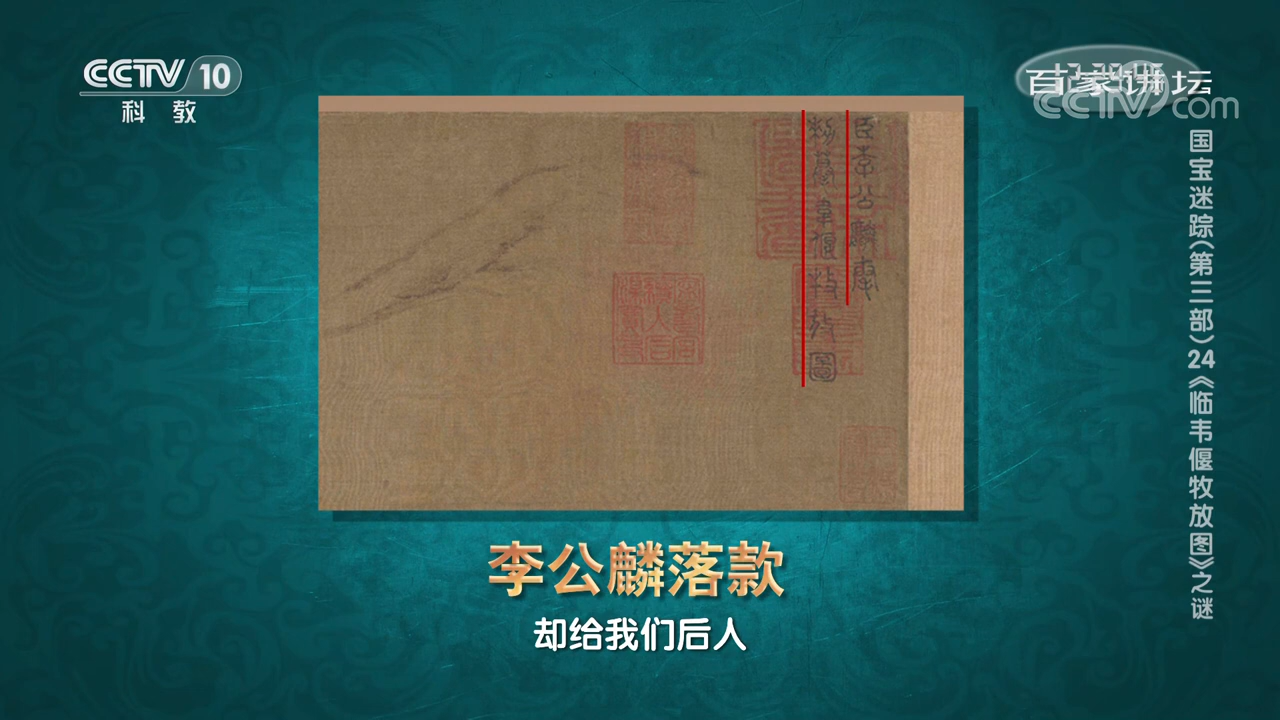 CCTV 10
科教
百家讲坛
CCTV.com
国宝迷踪(第三部)24《临韦偃牧放图》之谜
臣李公麟奉
敕摹韋偃牧放圖
李公麟落款
却给我们后人